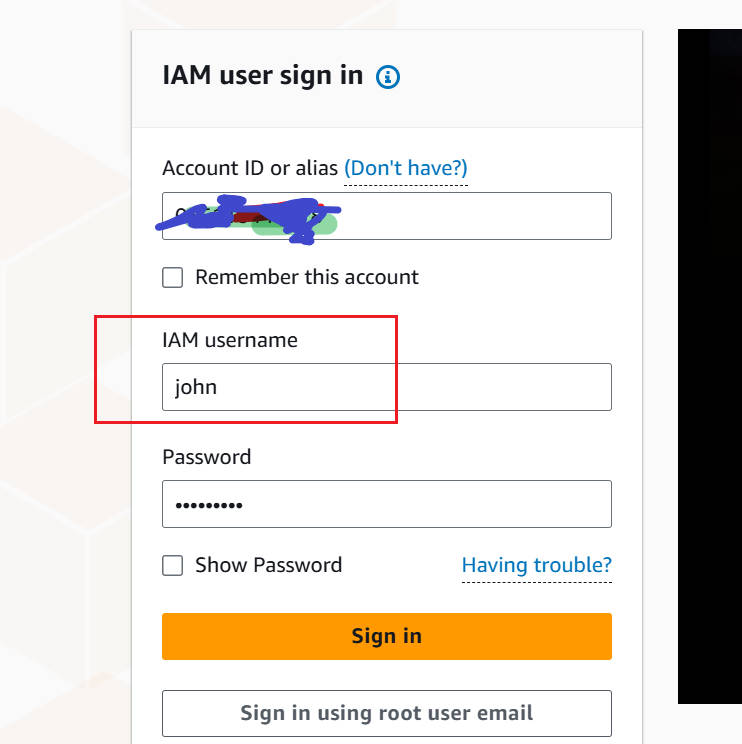 IAM user sign in
Account ID or alias (Don't have?)
Remember this account
IAM username
john
Password
•••••••••
Show Password Having trouble?
Sign in
Sign in using root user email